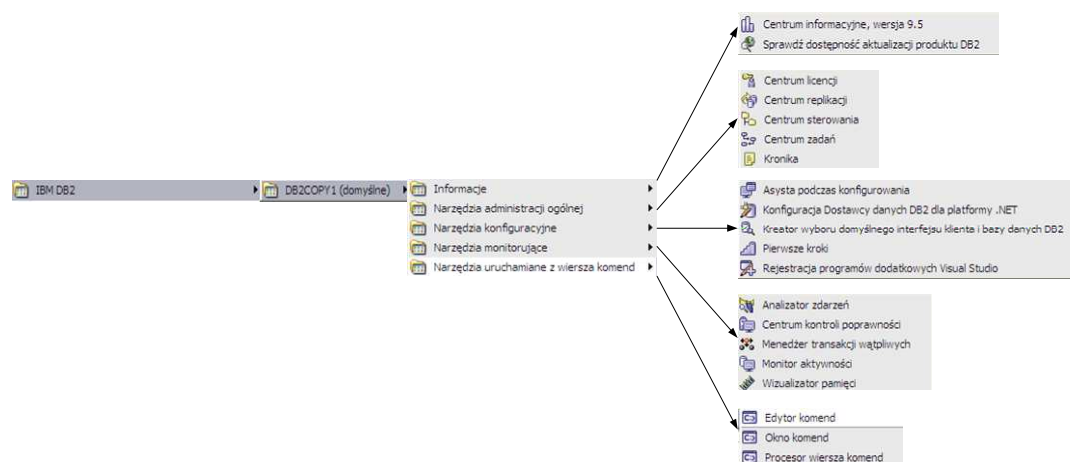 IBM DB2
DB2COPY1 (domyślne)
Informacje
Narzędzia administracji ogólnej
Narzędzia konfiguracyjne
Narzędzia monitorujące
Narzędzia uruchamiane z wiersza komend
Centrum informacyjne, wersja 9.5
Sprawdź dostępność aktualizacji produktu DB2
Centrum licencji
Centrum replikacji
Centrum sterowania
Centrum zadań
Kronika
Asysta podczas konfigurowania
Konfiguracja Dostawcy danych DB2 dla platformy .NET
Kreator wyboru domyślnego interfejsu klienta i bazy danych DB2
Pierwsze kroki
Rejestracja programów dodatkowych Visual Studio
Analizator zdarzeń
Centrum kontroli poprawności
Menedżer transakcji wątpliwych
Monitor aktywności
Wizualizator pamięci
Edytor komend
Okno komend
Procesor wiersza komend